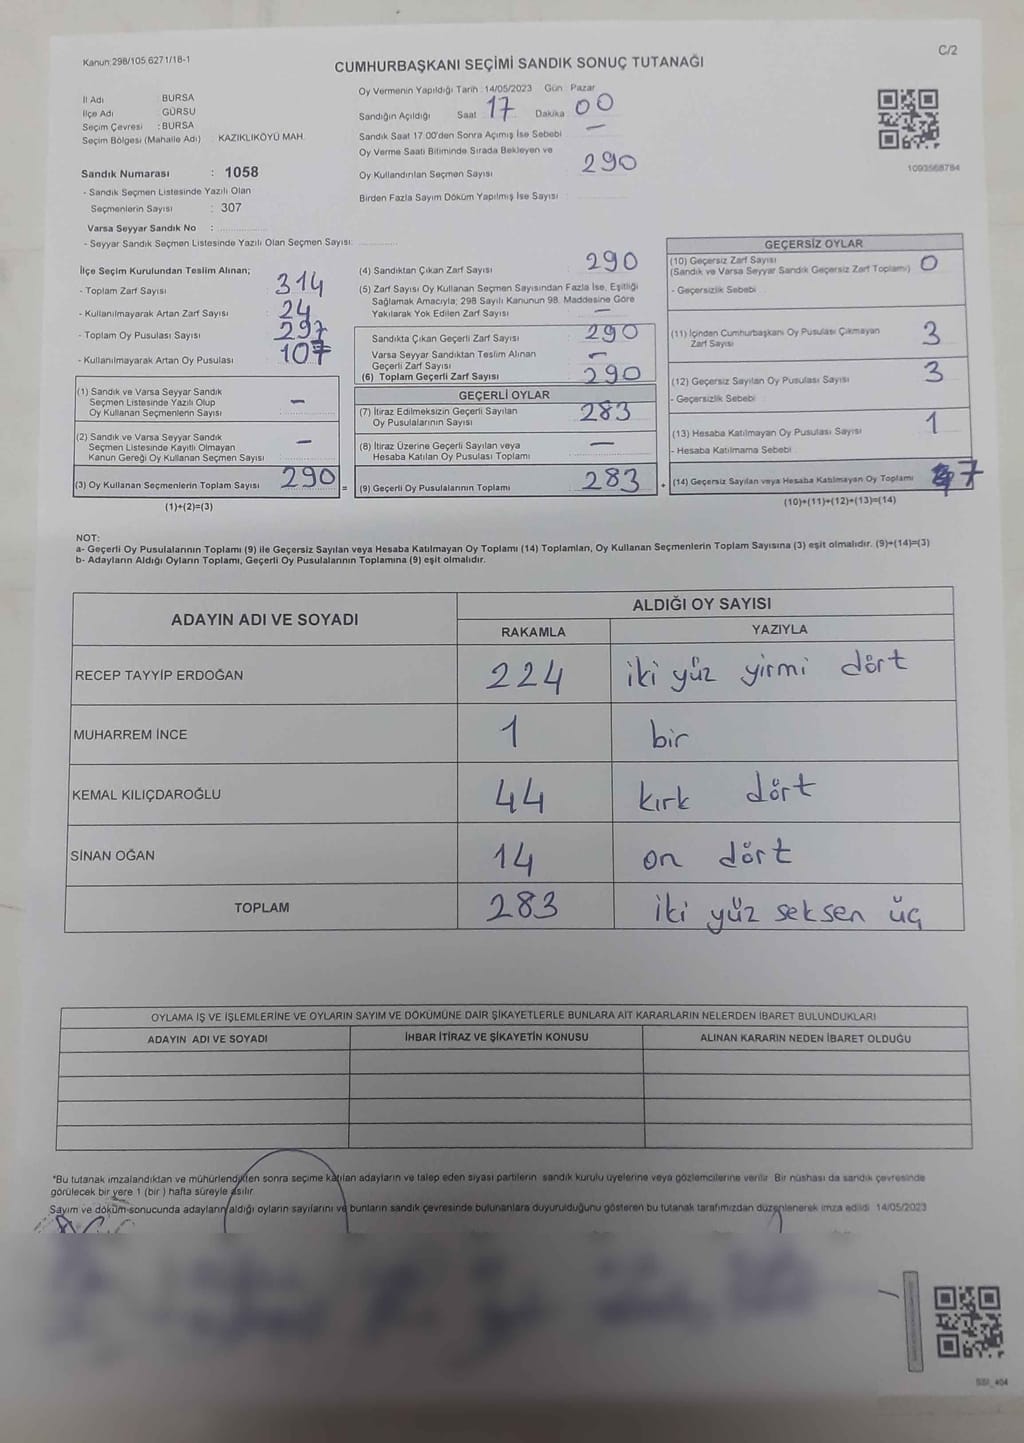 Kanun:298/105,6271/18-1
C/2
CUMHURBAŞKANI SEÇİMİ SANDIK SONUÇ TUTANAĞI
İl Adı BURSA
İlçe Adı GÜRSU
Seçim Çevresi : BURSA
Seçim Bölgesi (Mahalle Adı) KAZIKLIKÖYÜ MAH.
Sandık Numarası : 1058
- Sandık Seçmen Listesinde Yazılı Olan
Seçmenlerin Sayısı : 307
Varsa Seyyar Sandık No :
- Seyyar Sandık Seçmen Listesinde Yazılı Olan Seçmen Sayısı:
Oy Vermenin Yapıldığı Tarih : 14/05/2023 Gün : Pazar
Sandığın Açıldığı Saat 17 Dakika 00
Sandık Saat 17:00'den Sonra Açımış İse Sebebi —
Oy Verme Saati Bitiminde Sırada Bekleyen ve
Oy Kullandırılan Seçmen Sayısı 290
Birden Fazla Sayım Döküm Yapılmış İse Sayısı :
1093568784
İlçe Seçim Kurulundan Teslim Alınan;
- Toplam Zarf Sayısı : 314
- Kullanılmayarak Artan Zarf Sayısı : 24
- Toplam Oy Pusulası Sayısı : 297
- Kullanılmayarak Artan Oy Pusulası : 107
(1) Sandık ve Varsa Seyyar Sandık
Seçmen Listesinde Yazılı Olup
Oy Kullanan Seçmenlerin Sayısı : —
(2) Sandık ve Varsa Seyyar Sandık
Seçmen Listesinde Kayıtlı Olmayan
Kanun Gereği Oy Kullanan Seçmen Sayısı : —
(3) Oy Kullanan Seçmenlerin Toplam Sayısı : 290 =
(1)+(2)=(3)
(4) Sandıktan Çıkan Zarf Sayısı : 290
(5) Zarf Sayısı Oy Kullanan Seçmen Sayısından Fazla İse, Eşitliği
Sağlamak Amacıyla; 298 Sayılı Kanunun 98. Maddesine Göre
Yakılarak Yok Edilen Zarf Sayısı : —
Sandıkta Çıkan Geçerli Zarf Sayısı : 290
Varsa Seyyar Sandıktan Teslim Alınan
Geçerli Zarf Sayısı : —
(6) Toplam Geçerli Zarf Sayısı : 290
GEÇERLİ OYLAR
(7) İtiraz Edilmeksizin Geçerli Sayılan
Oy Pusulalarının Sayısı : 283
(8) İtiraz Üzerine Geçerli Sayılan veya
Hesaba Katılan Oy Pusulası Toplamı : —
(9) Geçerli Oy Pusulalarının Toplamı : 283 +
GEÇERSİZ OYLAR
(10) Geçersiz Zarf Sayısı
(Sandık ve Varsa Seyyar Sandık Geçersiz Zarf Toplamı) : 0
- Geçersizlik Sebebi
(11) İçinden Cumhurbaşkanı Oy Pusulası Çıkmayan
Zarf Sayısı 3
(12) Geçersiz Sayılan Oy Pusulası Sayısı 3
- Geçersizlik Sebebi
(13) Hesaba Katılmayan Oy Pusulası Sayısı 1
- Hesaba Katılmama Sebebi
(14) Geçersiz Sayılan veya Hesaba Katılmayan Oy Toplamı 7
(10)+(11)+(12)+(13)=(14)
NOT:
a- Geçerli Oy Pusulalarının Toplamı (9) ile Geçersiz Sayılan veya Hesaba Katılmayan Oy Toplamı (14) Toplamları, Oy Kullanan Seçmenlerin Toplam Sayısına (3) eşit olmalıdır. (9)+(14)=(3)
b- Adayların Aldığı Oyların Toplamı, Geçerli Oy Pusulalarının Toplamına (9) eşit olmalıdır.
ADAYIN ADI VE SOYADI
ALDIĞI OY SAYISI
RAKAMLA YAZIYLA
RECEP TAYYİP ERDOĞAN 224 iki yüz yirmi dört
MUHARREM İNCE 1 bir
KEMAL KILIÇDAROĞLU 44 kırk dört
SİNAN OĞAN 14 on dört
TOPLAM 283 iki yüz seksen üç
OYLAMA İŞ VE İŞLEMLERİNE VE OYLARIN SAYIM VE DÖKÜMÜNE DAİR ŞİKAYETLERLE BUNLARA AİT KARARLARIN NELERDEN İBARET BULUNDUKLARI
ADAYIN ADI VE SOYADI İHBAR İTİRAZ VE ŞİKAYETİN KONUSU ALINAN KARARIN NEDEN İBARET OLDUĞU
*Bu tutanak imzalandıktan ve mühürlendikten sonra seçime katılan adayların ve talep eden siyasi partilerin sandık kurulu üyelerine veya gözlemcilerine verilir. Bir nüshası da sandık çevresinde
görülecek bir yere 1 (bir ) hafta süreyle asılır.
Sayım ve döküm sonucunda adayların aldığı oyların sayılarını ve bunların sandık çevresinde bulunanlara duyurulduğunu gösteren bu tutanak tarafımızdan düzenlenerek imza edildi 14/05/2023
SSI_404